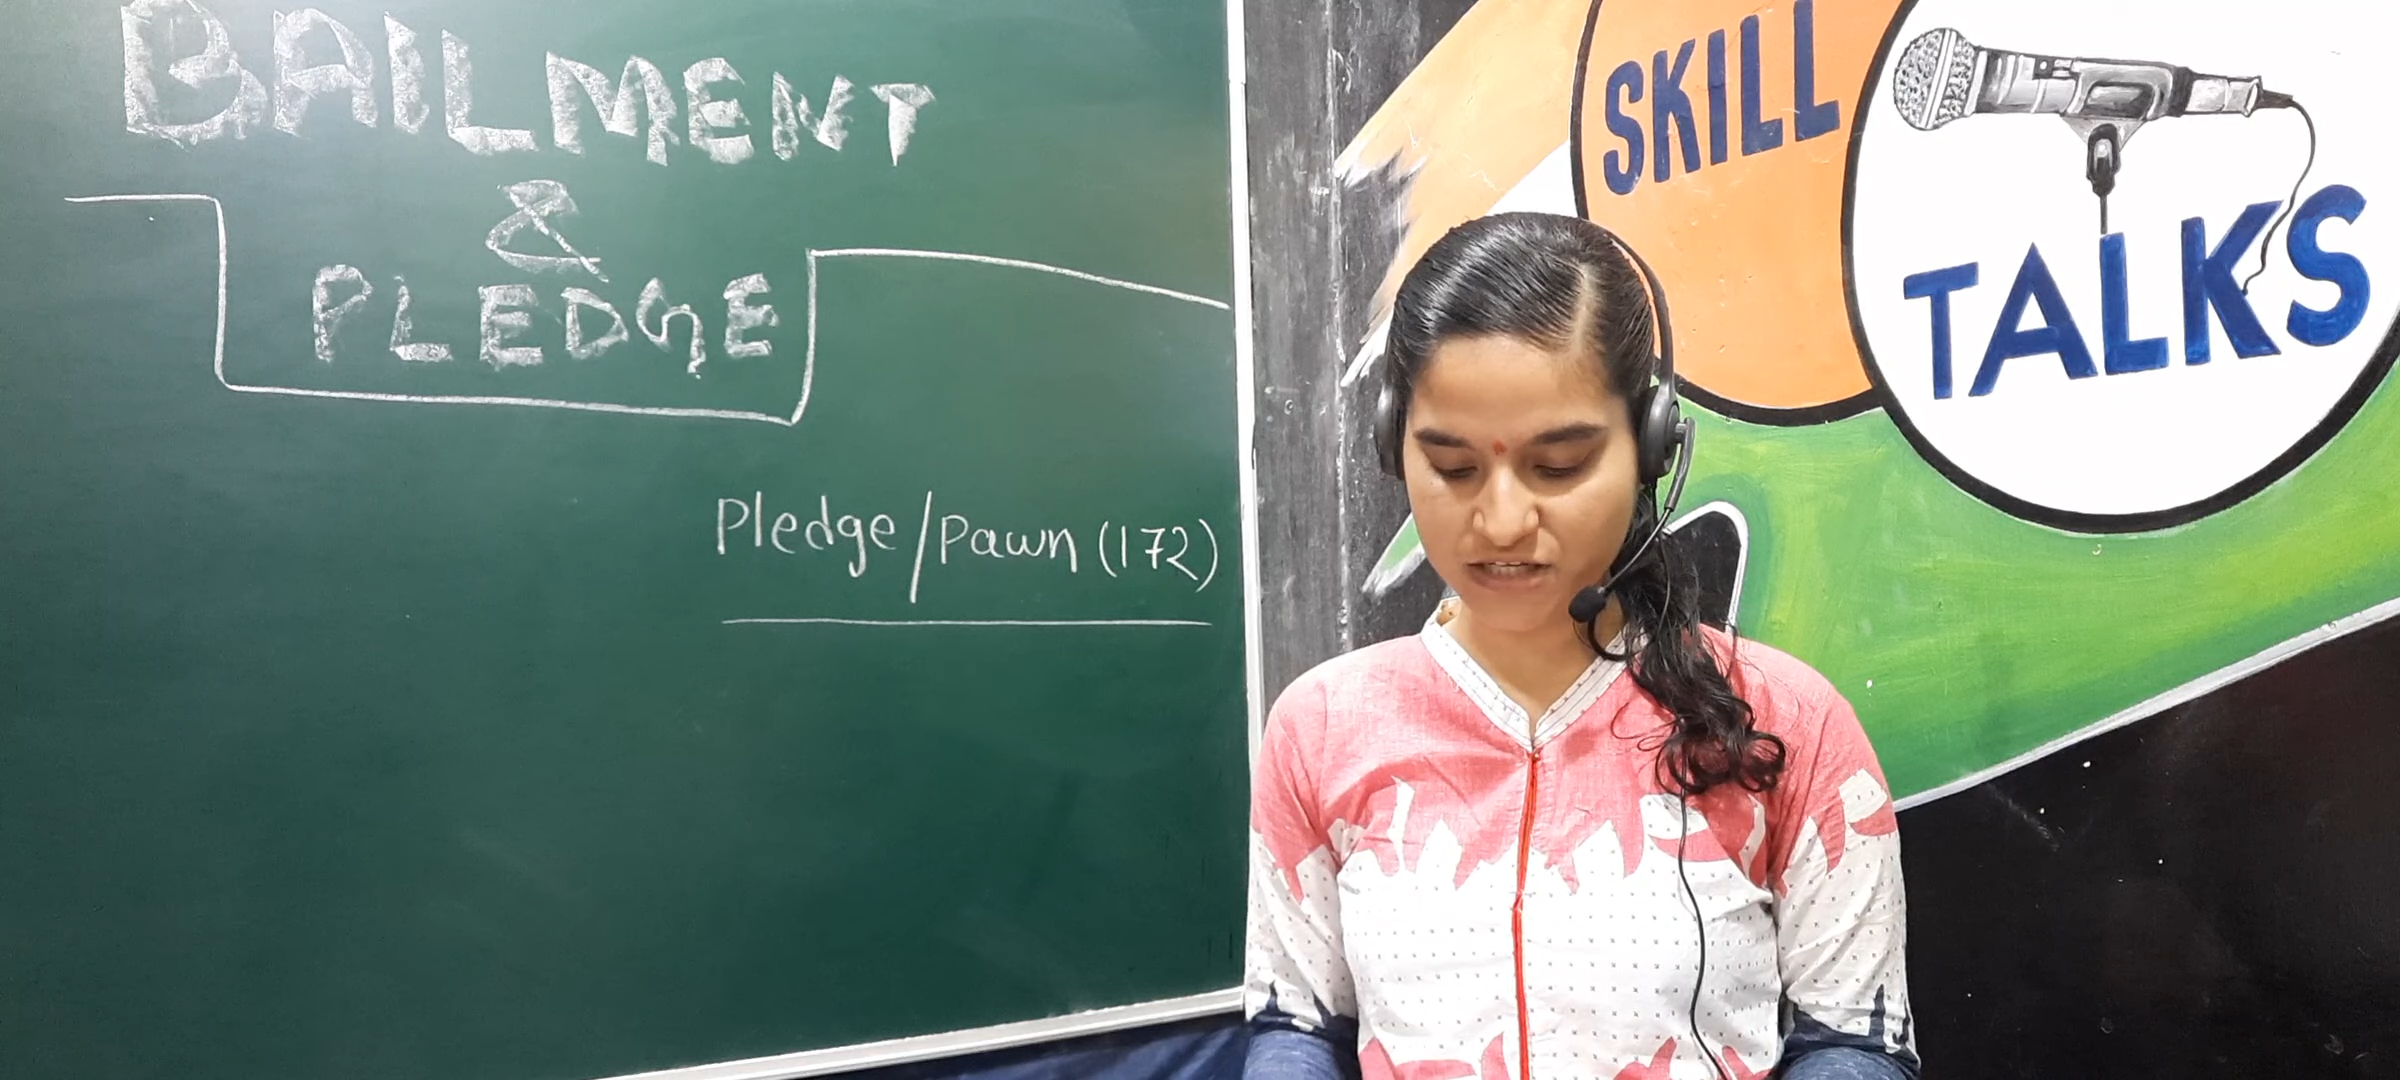 BAILMENT
&
PLEDGE
Pledge/Pawn (172)
SKILL
TALKS